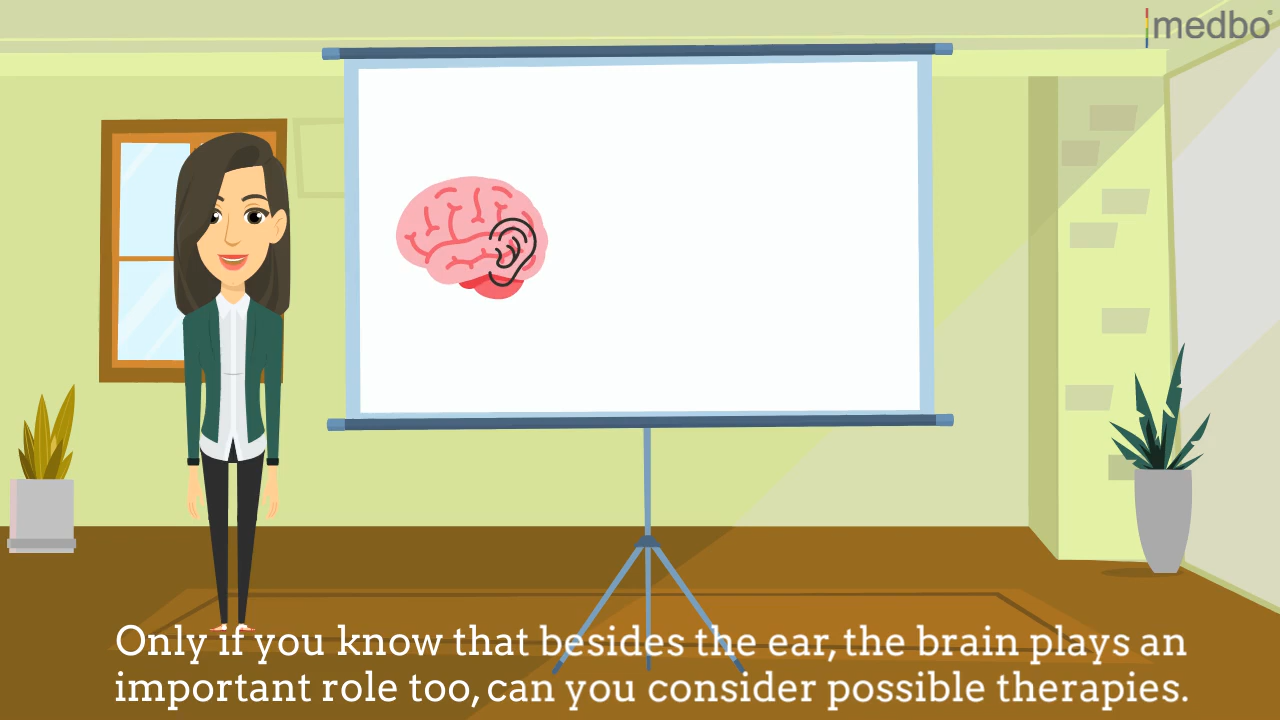 medbo
Only if you know that besides the ear, the brain plays an
important role too, can you consider possible therapies.